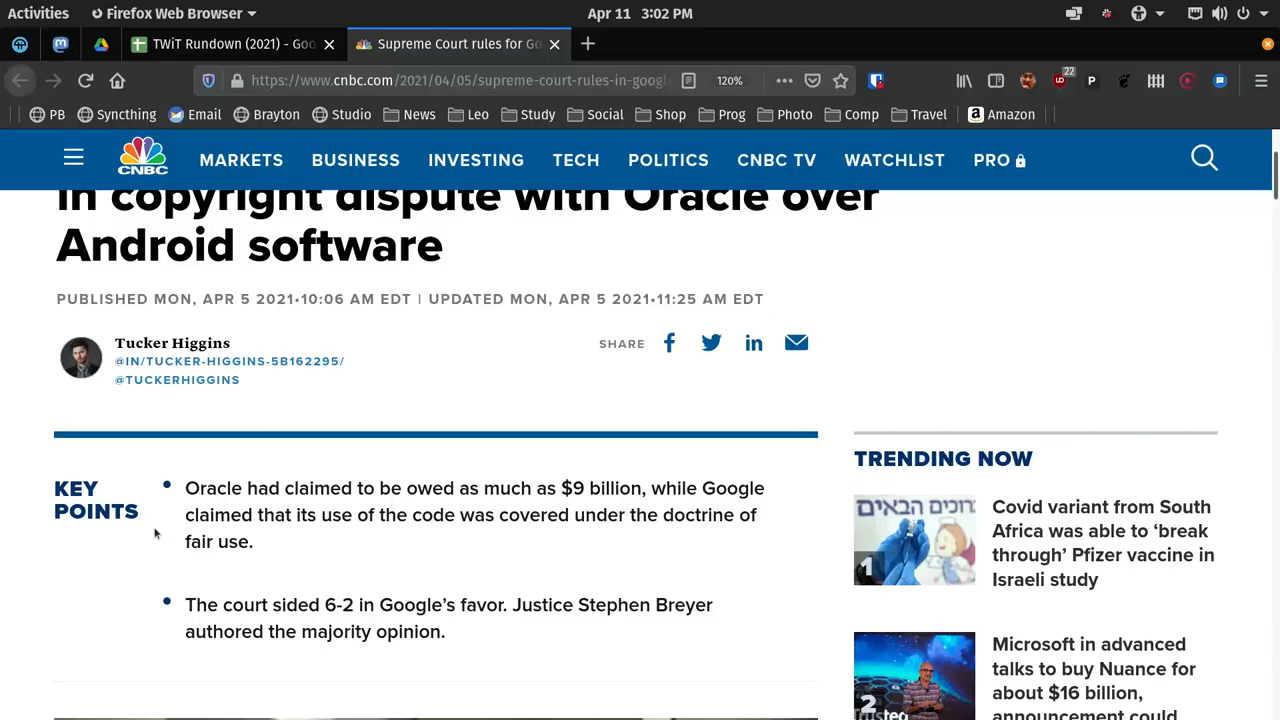 Activities
Firefox Web Browser
Apr 11 3:02 PM
TWiT Rundown (2021) - Goo
Supreme Court rules for Go
https://www.cnbc.com/2021/04/05/supreme-court-rules-in-googl
120%
22
P
PB
Syncthing
Email
Brayton
Studio
News
Leo
Study
Social
Shop
Prog
Photo
Comp
Travel
Amazon
CNBC
MARKETS
BUSINESS
INVESTING
TECH
POLITICS
CNBC TV
WATCHLIST
PRO
in copyright dispute with Oracle over
Android software
PUBLISHED MON, APR 5 2021•10:06 AM EDT | UPDATED MON, APR 5 2021•11:25 AM EDT
Tucker Higgins
@IN/TUCKER-HIGGINS-5B162295/
@TUCKERHIGGINS
SHARE
KEY
POINTS
• Oracle had claimed to be owed as much as $9 billion, while Google
claimed that its use of the code was covered under the doctrine of
fair use.
• The court sided 6-2 in Google’s favor. Justice Stephen Breyer
authored the majority opinion.
TRENDING NOW
1
Covid variant from South
Africa was able to ‘break
through’ Pfizer vaccine in
Israeli study
2
Microsoft in advanced
talks to buy Nuance for
about $16 billion,
announcement could